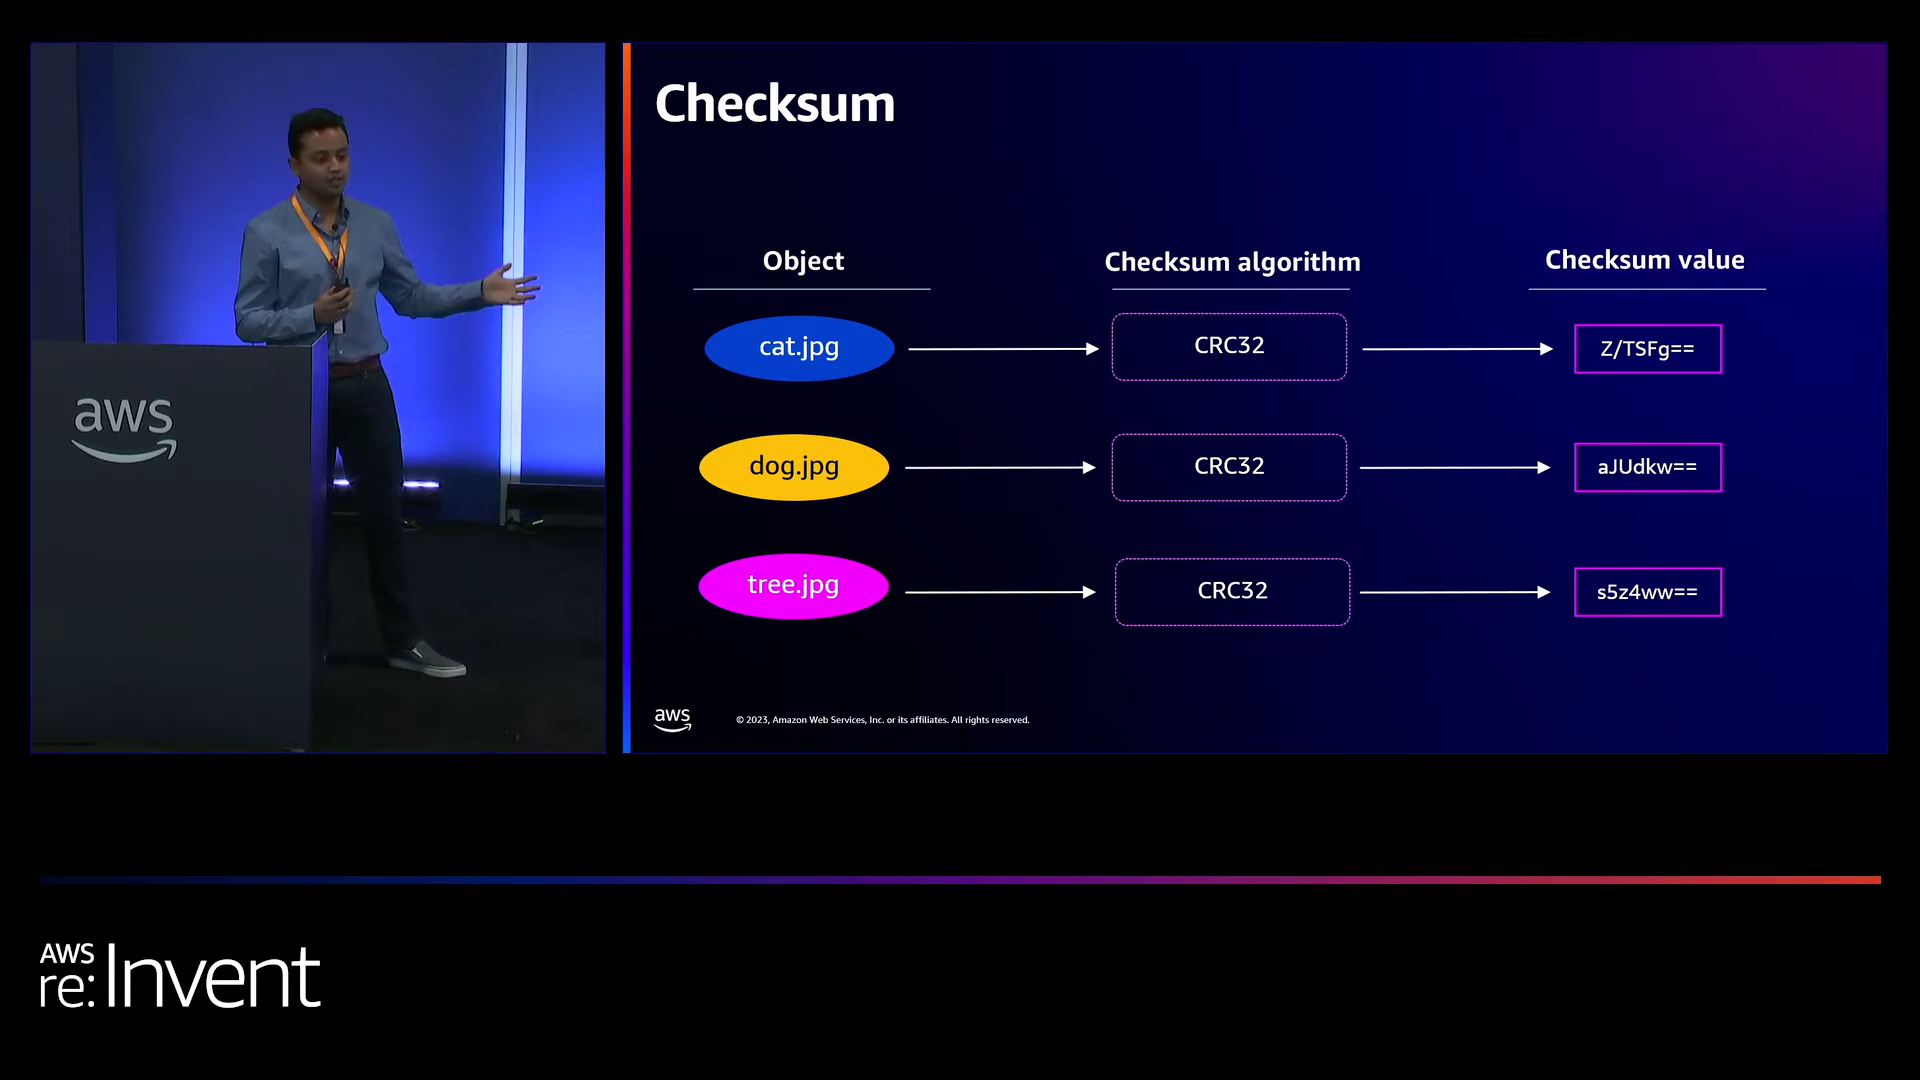 aws
Checksum
Object
Checksum algorithm
Checksum value
cat.jpg
CRC32
Z/TSFg==
dog.jpg
CRC32
aJUdkw==
tree.jpg
CRC32
s5z4ww==
aws
© 2023, Amazon Web Services, Inc. or its affiliates. All rights reserved.
AWS
re:Invent